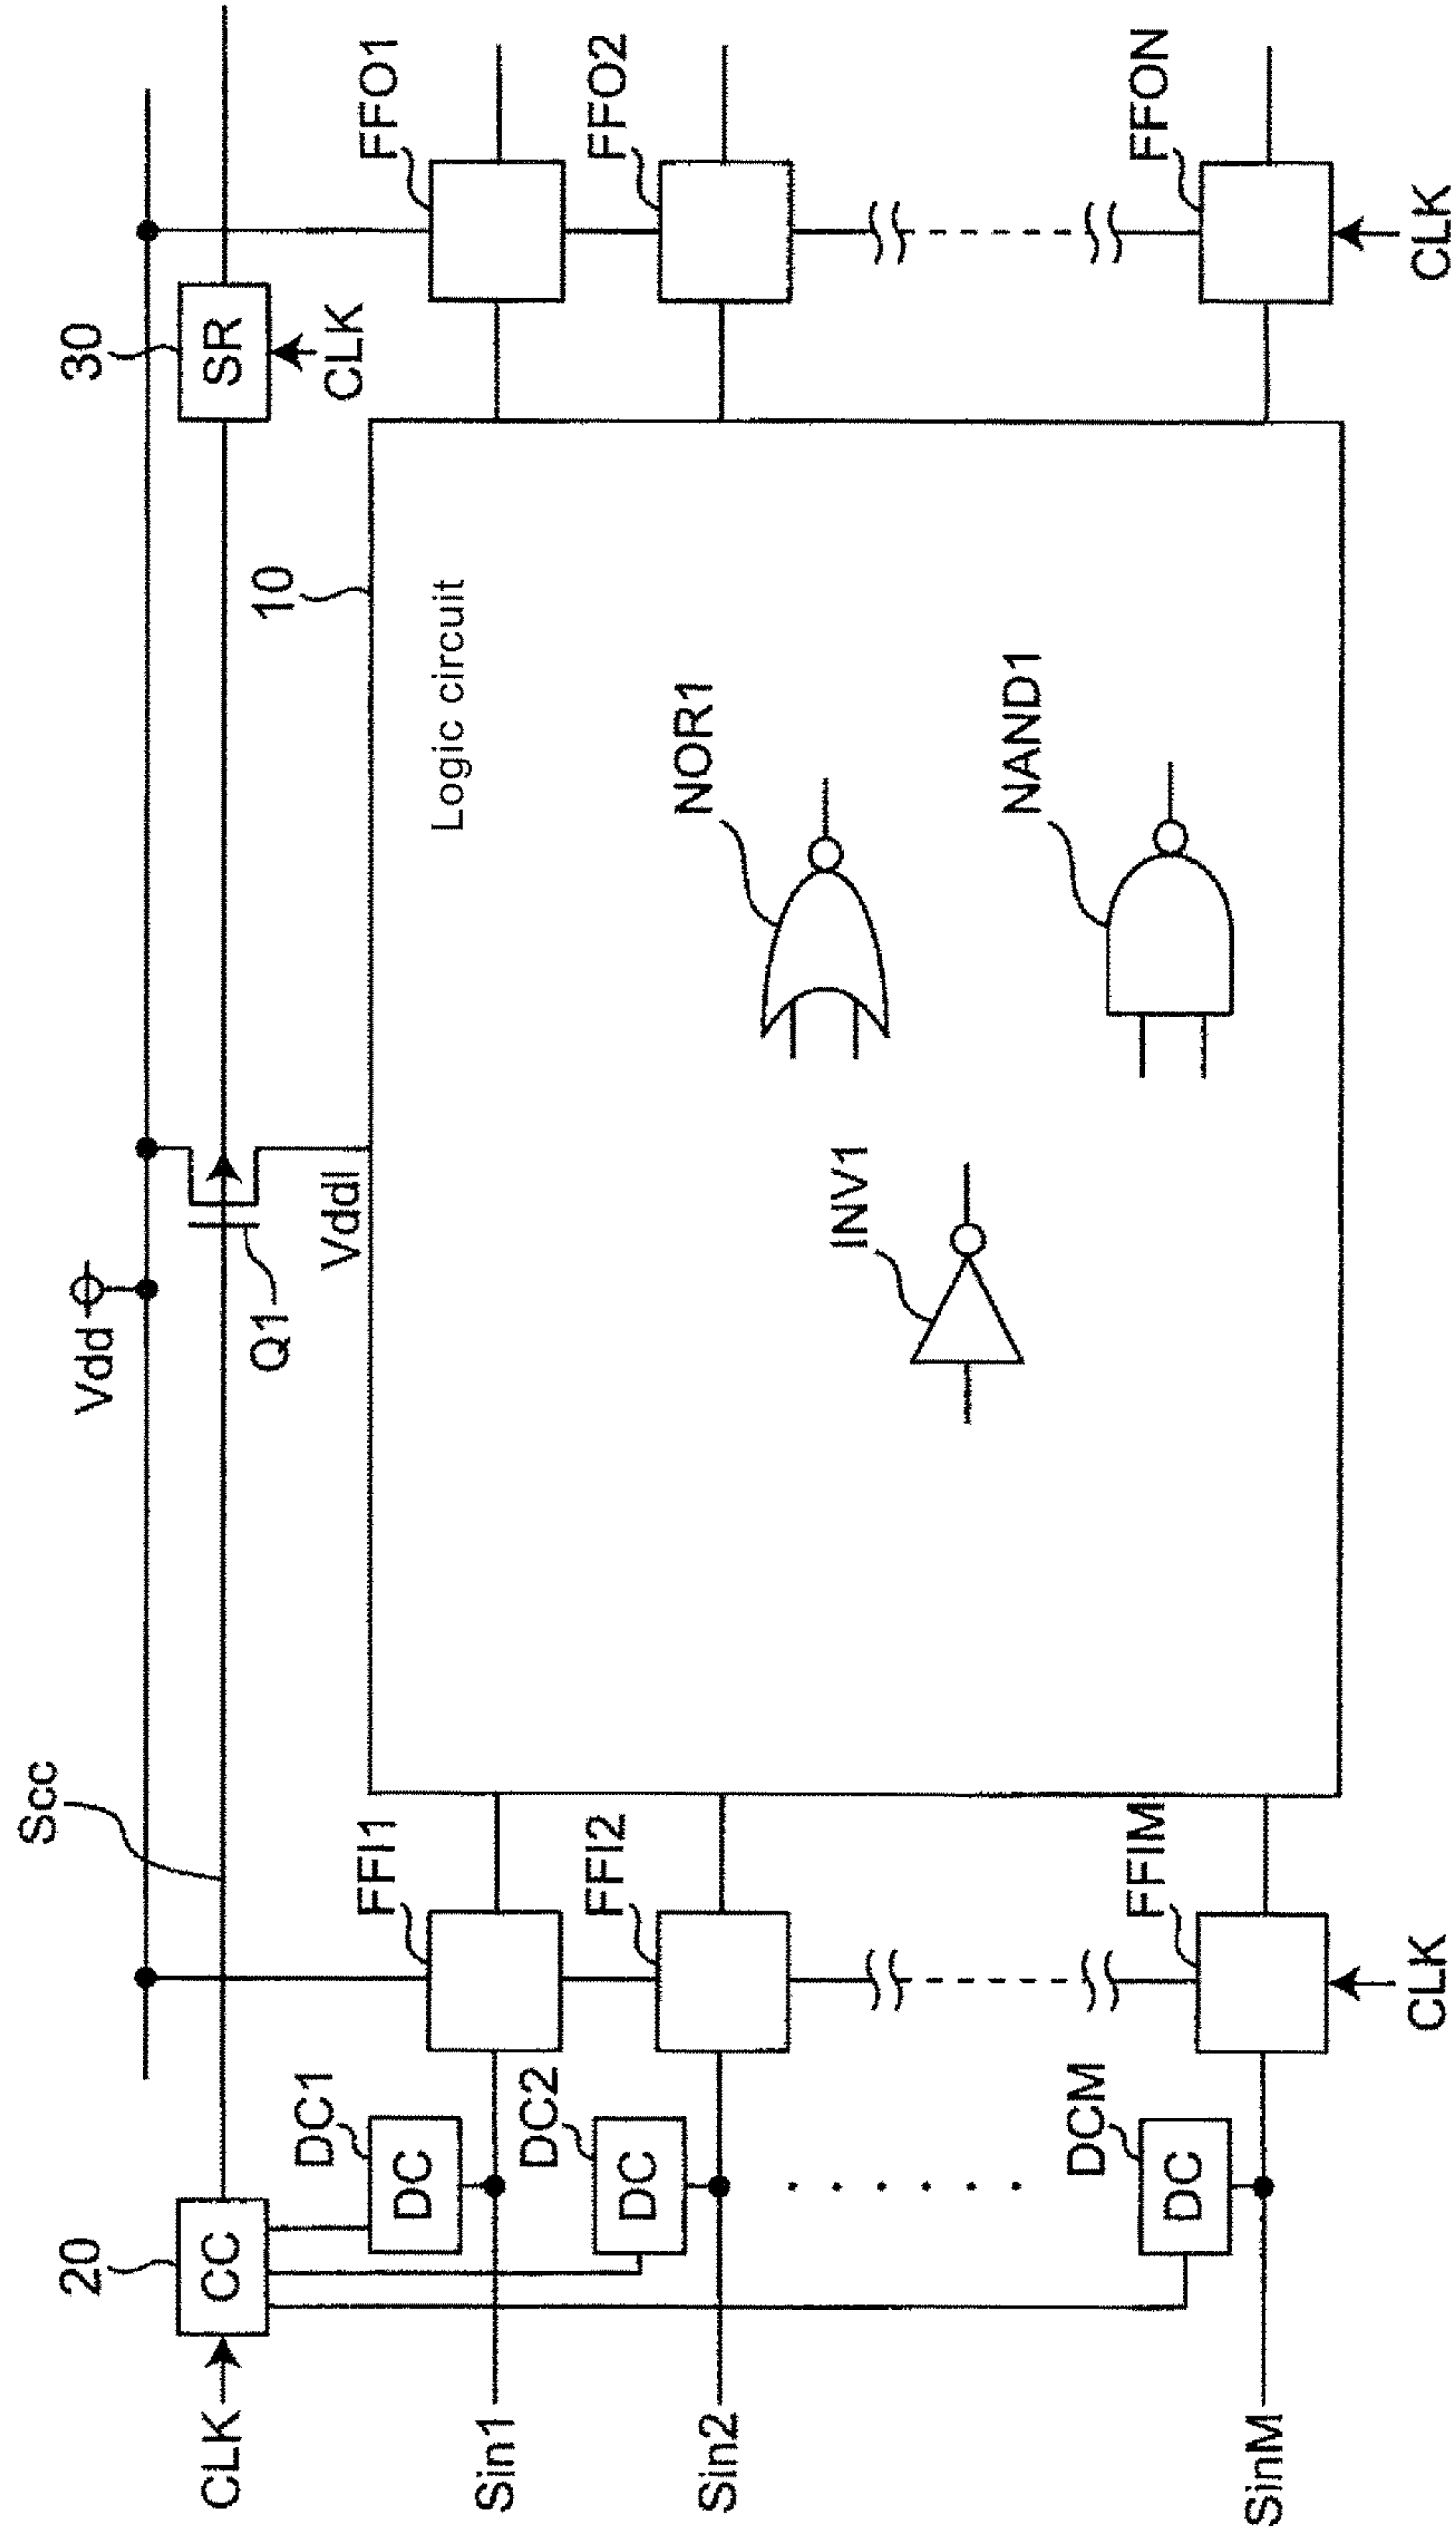 Scc
Vdd
20
CC
CLK
Q1
30
SR
CLK
Vddl
10
Logic circuit
DC1
DC
FFI1
FFO1
Sin1
DC2
DC
FFI2
FFO2
Sin2
NOR1
INV1
NAND1
DCM
DC
FFIM
FFON
SinM
CLK
CLK